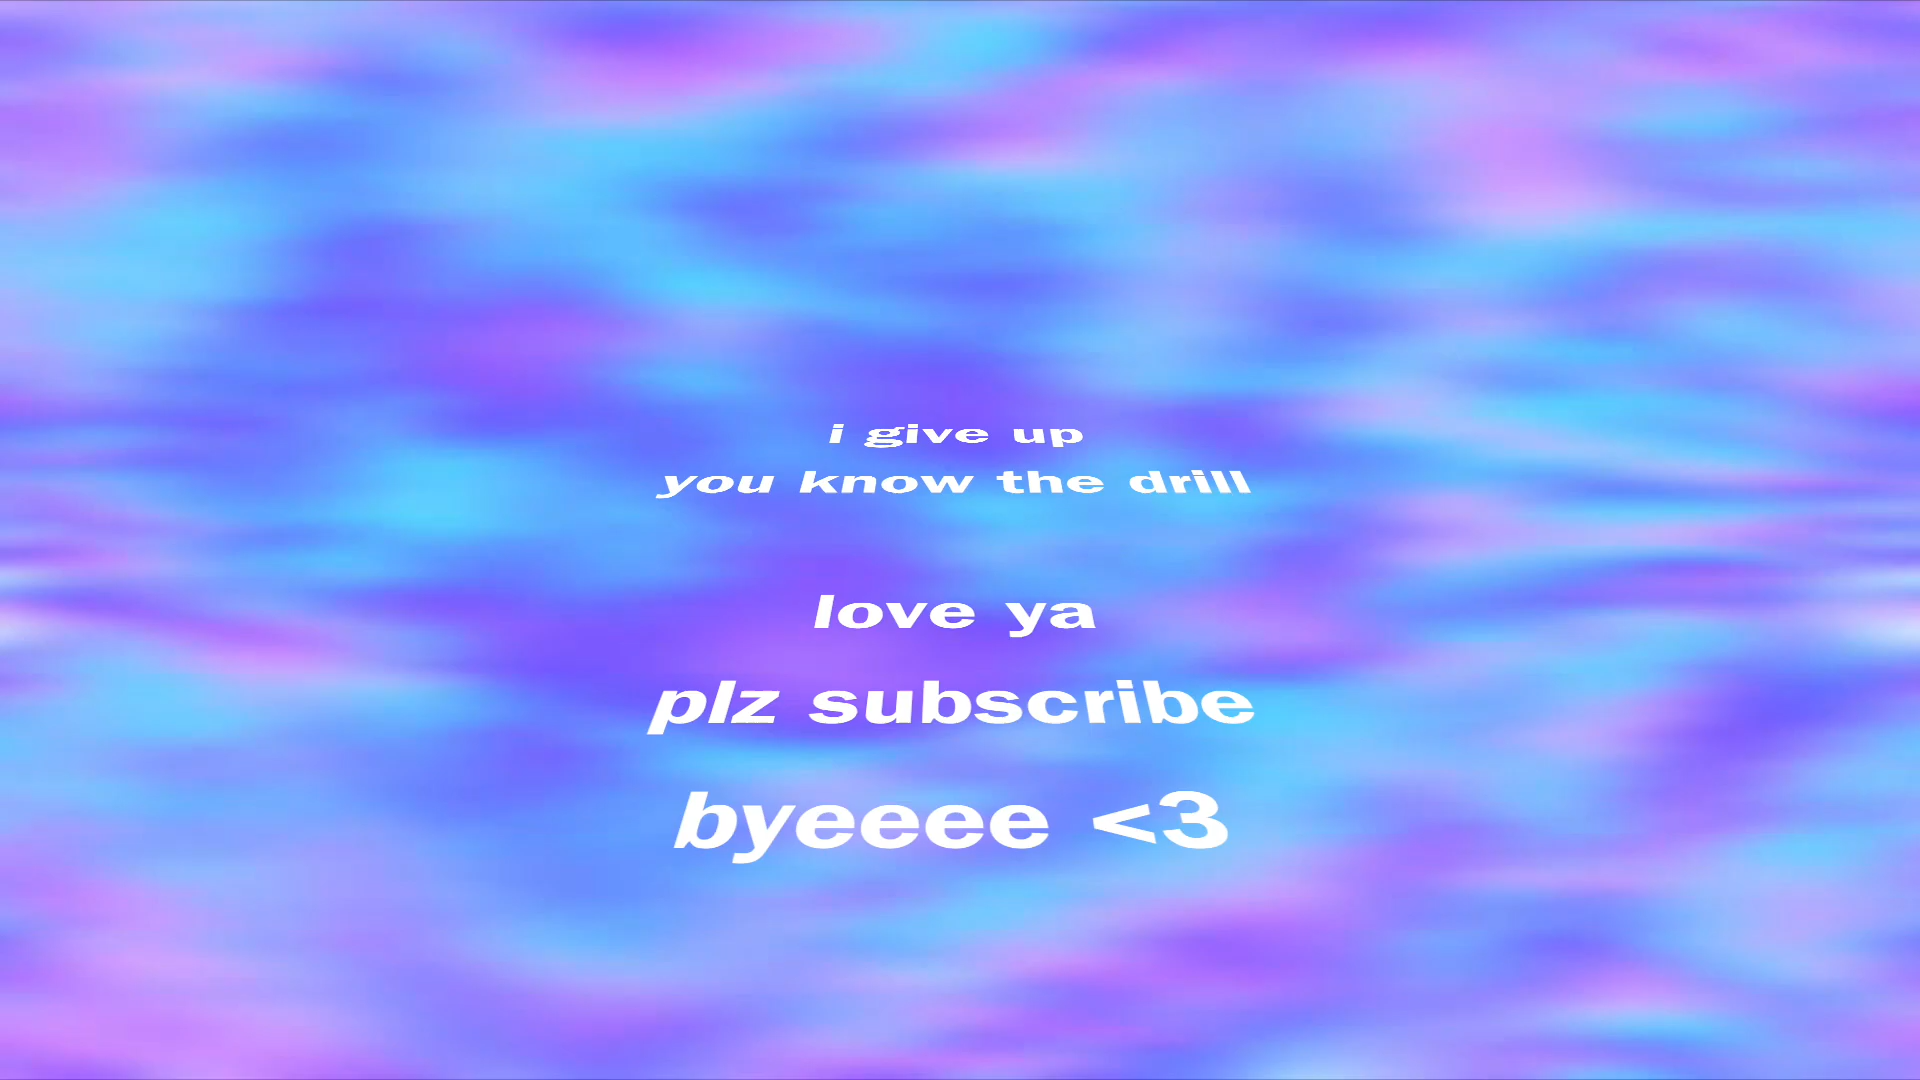 i give up
you know the drill
love ya
plz subscribe
byeeee <3